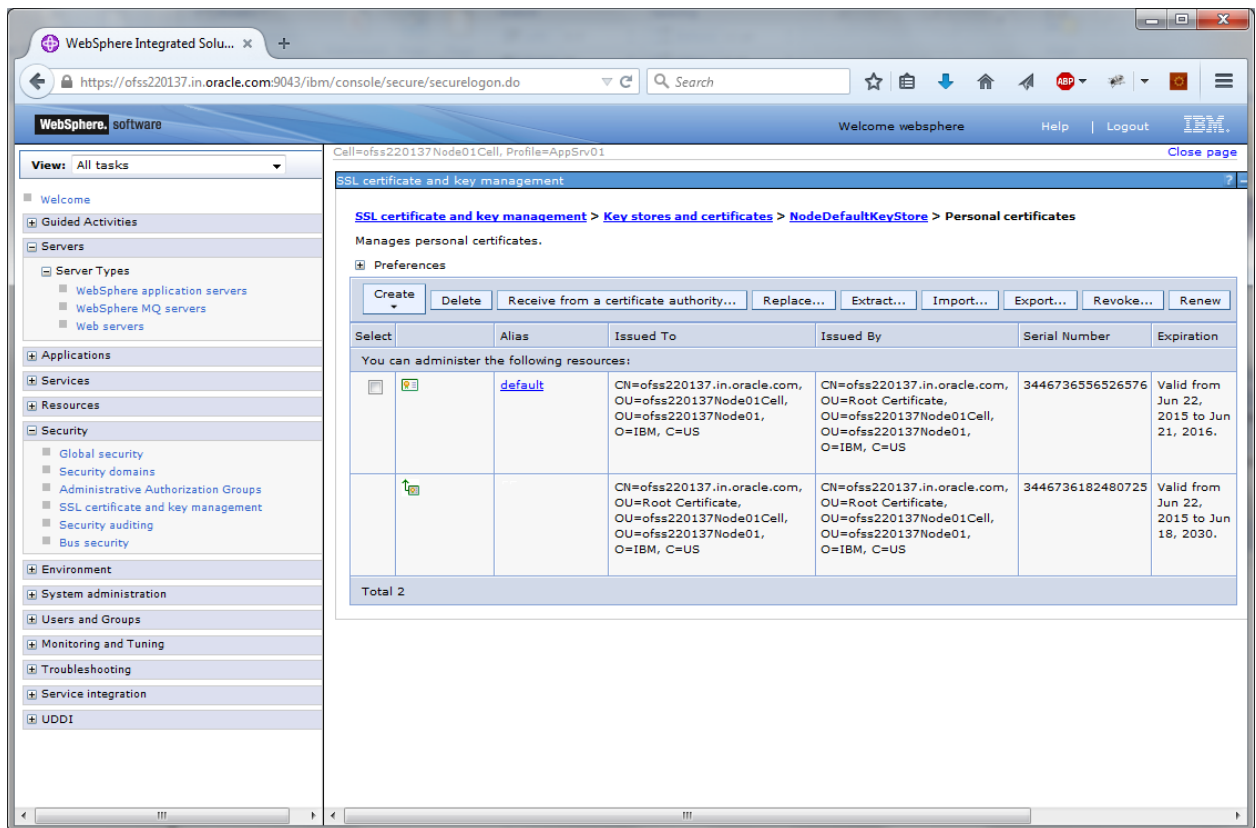 WebSphere Integrated Solu... × +
https://ofss220137.in.oracle.com:9043/ibm/console/secure/securelogon.do
Search
ABP
WebSphere. software
Welcome websphere
Help | Logout
IBM.
View: All tasks
Welcome
Guided Activities
Servers
Server Types
WebSphere application servers
WebSphere MQ servers
Web servers
Applications
Services
Resources
Security
Global security
Security domains
Administrative Authorization Groups
SSL certificate and key management
Security auditing
Bus security
Environment
System administration
Users and Groups
Monitoring and Tuning
Troubleshooting
Service integration
UDDI
Cell=ofss220137Node01Cell, Profile=AppSrv01
Close page
SSL certificate and key management
? -
SSL certificate and key management > Key stores and certificates > NodeDefaultKeyStore > Personal certificates
Manages personal certificates.
Preferences
Create Delete Receive from a certificate authority... Replace... Extract... Import... Export... Revoke... Renew
Select Alias Issued To Issued By Serial Number Expiration
You can administer the following resources:
default
CN=ofss220137.in.oracle.com,
OU=ofss220137Node01Cell,
OU=ofss220137Node01,
O=IBM, C=US
CN=ofss220137.in.oracle.com,
OU=Root Certificate,
OU=ofss220137Node01Cell,
OU=ofss220137Node01,
O=IBM, C=US
3446736556526576
Valid from
Jun 22,
2015 to Jun
21, 2016.
CN=ofss220137.in.oracle.com,
OU=Root Certificate,
OU=ofss220137Node01Cell,
OU=ofss220137Node01,
O=IBM, C=US
CN=ofss220137.in.oracle.com,
OU=Root Certificate,
OU=ofss220137Node01Cell,
OU=ofss220137Node01,
O=IBM, C=US
3446736182480725
Valid from
Jun 22,
2015 to Jun
18, 2030.
Total 2